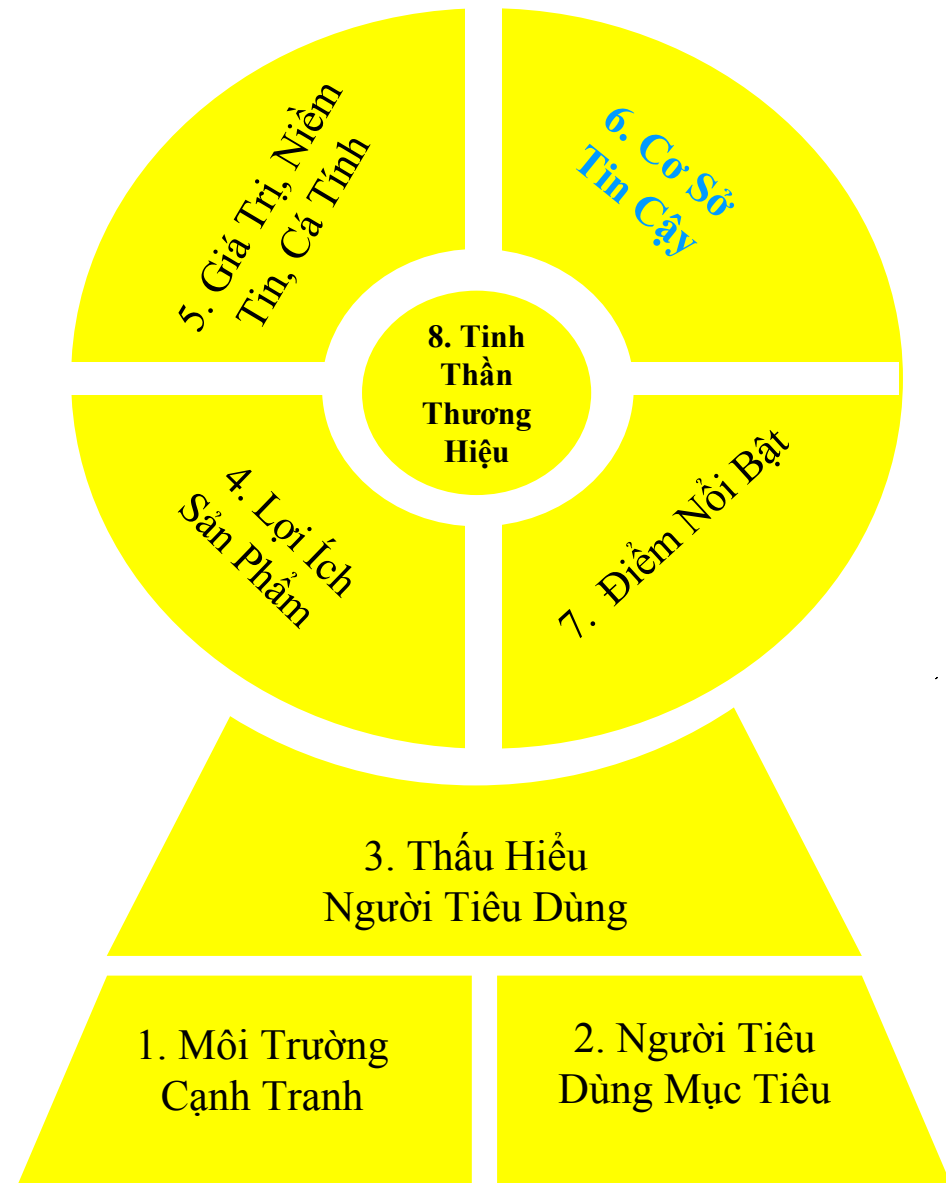 5. Giá Trị, Niềm
Tin, Cá Tính
6. Cơ Sở
Tin Cậy
8. Tinh
Thần
Thương
Hiệu
4. Lợi Ích
Sản Phẩm
7. Điểm Nổi Bật
3. Thấu Hiểu
Người Tiêu Dùng
1. Môi Trường
Cạnh Tranh
2. Người Tiêu
Dùng Mục Tiêu